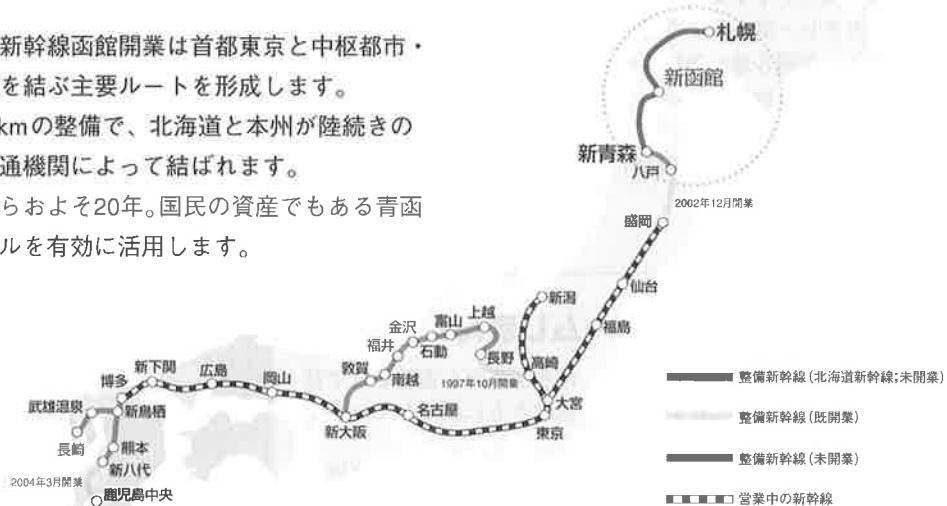 新幹線函館開業は首都東京と中枢都市・
を結ぶ主要ルートを形成します。
kmの整備で、北海道と本州が陸続きの
通機関によって結ばれます。
らおよそ20年。国民の資産でもある青函
ルを有効に活用します。
札幌
新函館
新青森
八戸
2002年12月開業
盛岡
仙台
新潟
福島
上越
富山
金沢
石動
福井
長野
高崎
敦賀
南越
1997年10月開業
新下関
広島
岡山
博多
大宮
武雄温泉
新鳥栖
名古屋
新大阪
東京
長崎
熊本
新八代
2004年3月開業
鹿児島中央
整備新幹線(北海道新幹線;未開業)
整備新幹線(既開業)
整備新幹線(未開業)
営業中の新幹線